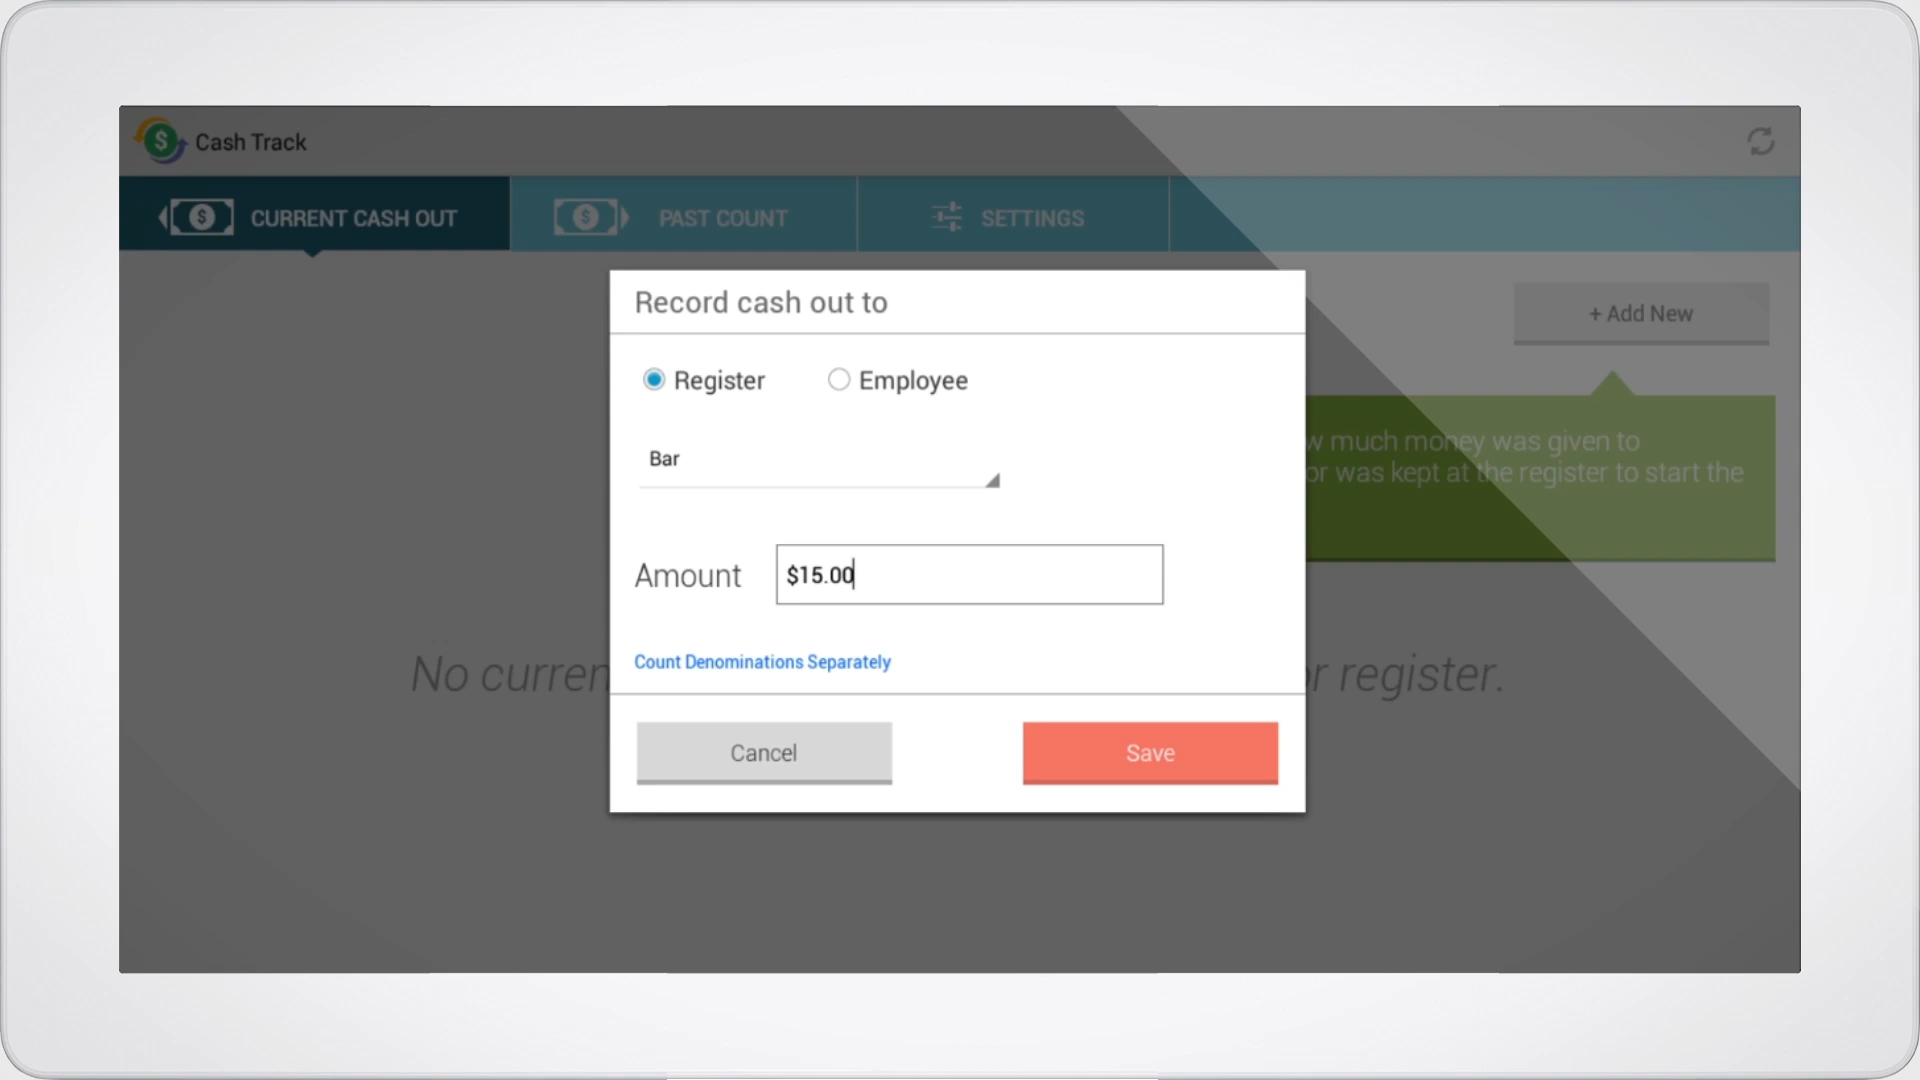 Cash Track
CURRENT CASH OUT
PAST COUNT
SETTINGS
+ Add New
Record cash out to
Register
Employee
much money was given to
or was kept at the register to start the
Bar
Amount
$15.00
No curren
register.
Count Denominations Separately
Cancel
Save